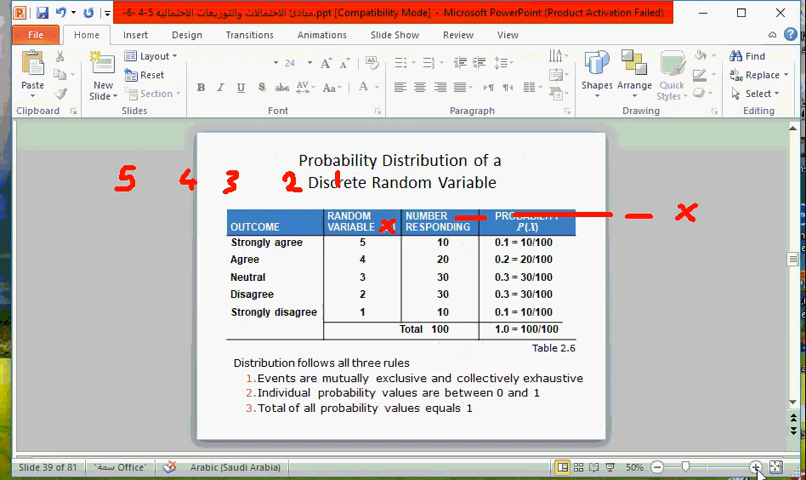 مبادئ الاحتمالات والتوزيعات الاحتماليه 5-4 -6-.ppt [Compatibility Mode] - Microsoft PowerPoint (Product Activation Failed)
File Home Insert Design Transitions Animations Slide Show Review View
Paste
Clipboard
New Slide
Layout
Reset
Section
Slides
24
B I U S abc AV Aa A
Font
Paragraph
Shapes Arrange Quick Styles
Drawing
Find
Replace
Select
Editing
Probability Distribution of a
Discrete Random Variable
5 4 3 2 1
x
OUTCOME RANDOM VARIABLE x NUMBER RESPONDING PROBABILITY P(X)
Strongly agree 5 10 0.1 = 10/100
Agree 4 20 0.2 = 20/100
Neutral 3 30 0.3 = 30/100
Disagree 2 30 0.3 = 30/100
Strongly disagree 1 10 0.1 = 10/100
Total 100 1.0 = 100/100
Table 2.6
Distribution follows all three rules
1. Events are mutually exclusive and collectively exhaustive
2. Individual probability values are between 0 and 1
3. Total of all probability values equals 1
Slide 39 of 81 "سمة Office" Arabic (Saudi Arabia) 50%